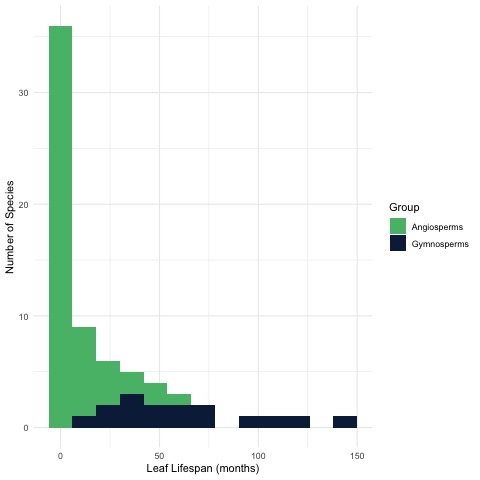 Number of Species
30
20
10
0
0
50
100
150
Leaf Lifespan (months)
Group
Angiosperms
Gymnosperms